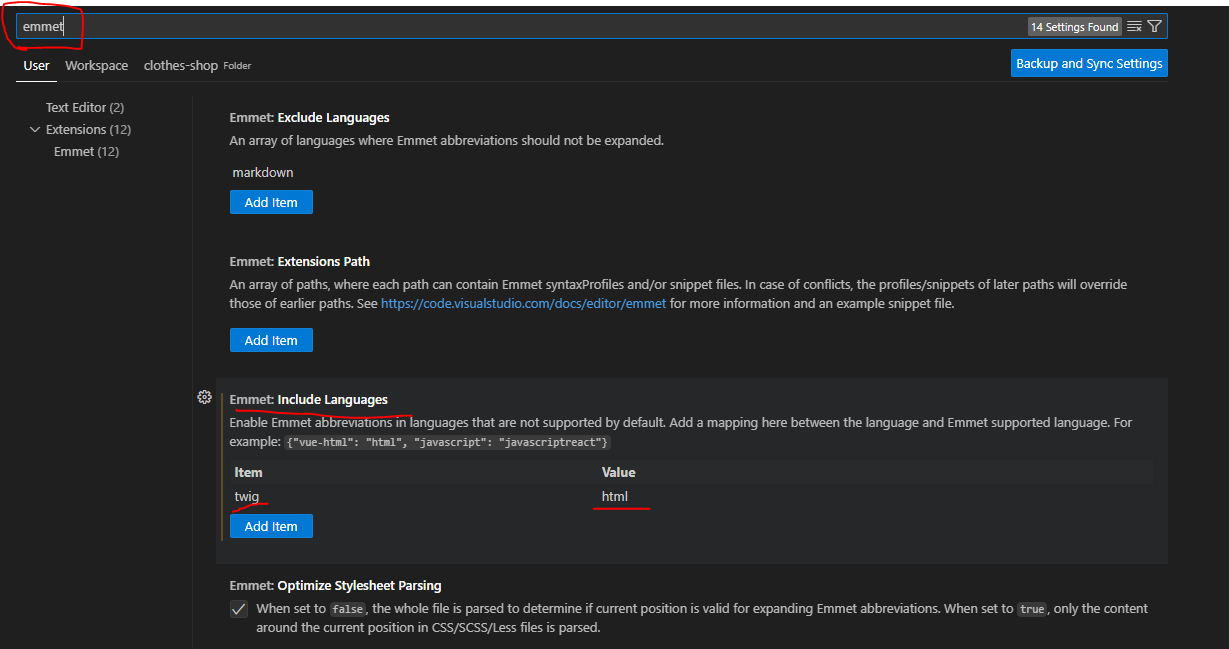 emmet
14 Settings Found
User Workspace clothes-shop Folder
Backup and Sync Settings
Text Editor (2)
Extensions (12)
Emmet (12)
Emmet: Exclude Languages
An array of languages where Emmet abbreviations should not be expanded.
markdown
Add Item
Emmet: Extensions Path
An array of paths, where each path can contain Emmet syntaxProfiles and/or snippet files. In case of conflicts, the profiles/snippets of later paths will override
those of earlier paths. See https://code.visualstudio.com/docs/editor/emmet for more information and an example snippet file.
Add Item
Emmet: Include Languages
Enable Emmet abbreviations in languages that are not supported by default. Add a mapping here between the language and Emmet supported language. For
example: {"vue-html": "html", "javascript": "javascriptreact"}
Item Value
twig html
Add Item
Emmet: Optimize Stylesheet Parsing
When set to false, the whole file is parsed to determine if current position is valid for expanding Emmet abbreviations. When set to true, only the content
around the current position in CSS/SCSS/Less files is parsed.